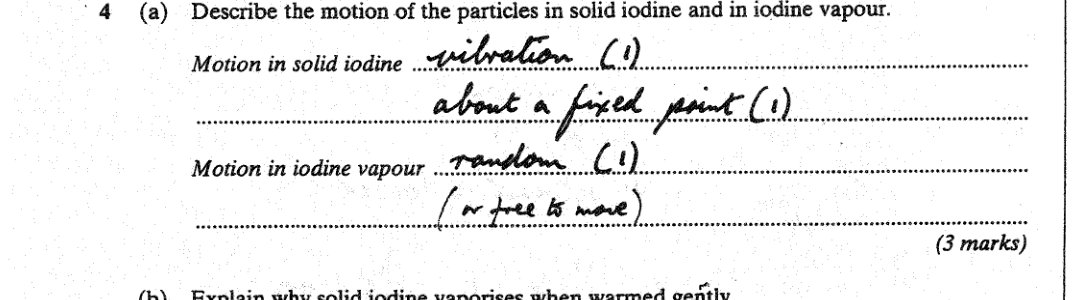 4 (a) Describe the motion of the particles in solid iodine and in iodine vapour.
Motion in solid iodine vibration (1)
about a fixed point (1)
Motion in iodine vapour random (1)
(or free to move)
(3 marks)
(b) Explain why solid iodine vaporises when warmed gently